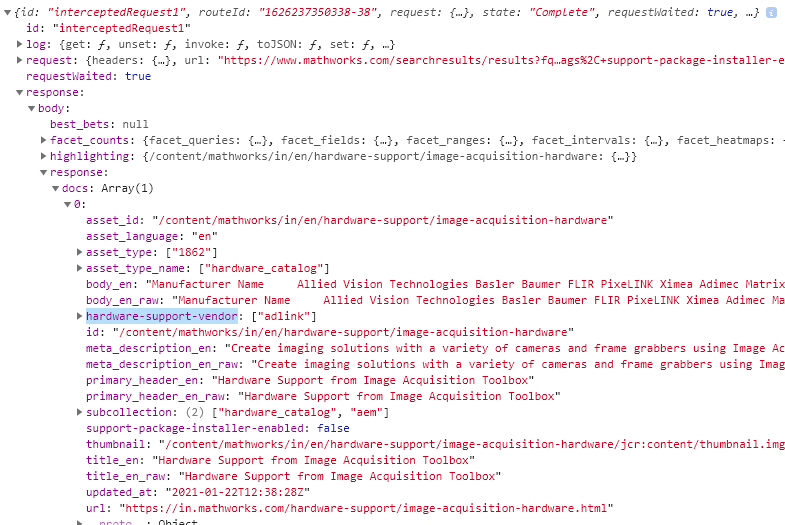 {id: "interceptedRequest1", routeId: "1626237350338-38", request: {…}, state: "Complete", requestWaited: true, …}
id: "interceptedRequest1"
log: {get: ƒ, unset: ƒ, invoke: ƒ, toJSON: ƒ, set: ƒ, …}
request: {headers: {…}, url: "https://www.mathworks.com/searchresults/results?fq…ags%2C+support-package-installer-e
requestWaited: true
response:
body:
best_bets: null
facet_counts: {facet_queries: {…}, facet_fields: {…}, facet_ranges: {…}, facet_intervals: {…}, facet_heatmaps:
highlighting: {/content/mathworks/in/en/hardware-support/image-acquisition-hardware: {…}}
response:
docs: Array(1)
0:
asset_id: "/content/mathworks/in/en/hardware-support/image-acquisition-hardware"
asset_language: "en"
asset_type: ["1862"]
asset_type_name: ["hardware_catalog"]
body_en: "Manufacturer Name     Allied Vision Technologies Basler Baumer FLIR PixeLINK Ximea Adimec Matrix
body_en_raw: "Manufacturer Name     Allied Vision Technologies Basler Baumer FLIR PixeLINK Ximea Adimec Ma
hardware-support-vendor: ["adlink"]
id: "/content/mathworks/in/en/hardware-support/image-acquisition-hardware"
meta_description_en: "Create imaging solutions with a variety of cameras and frame grabbers using Image Ac
meta_description_en_raw: "Create imaging solutions with a variety of cameras and frame grabbers using Imag
primary_header_en: "Hardware Support from Image Acquisition Toolbox"
primary_header_en_raw: "Hardware Support from Image Acquisition Toolbox"
subcollection: (2) ["hardware_catalog", "aem"]
support-package-installer-enabled: false
thumbnail: "/content/mathworks/in/en/hardware-support/image-acquisition-hardware/jcr:content/thumbnail.img
title_en: "Hardware Support from Image Acquisition Toolbox"
title_en_raw: "Hardware Support from Image Acquisition Toolbox"
updated_at: "2021-01-22T12:38:28Z"
url: "https://in.mathworks.com/hardware-support/image-acquisition-hardware.html"
__proto__: Object